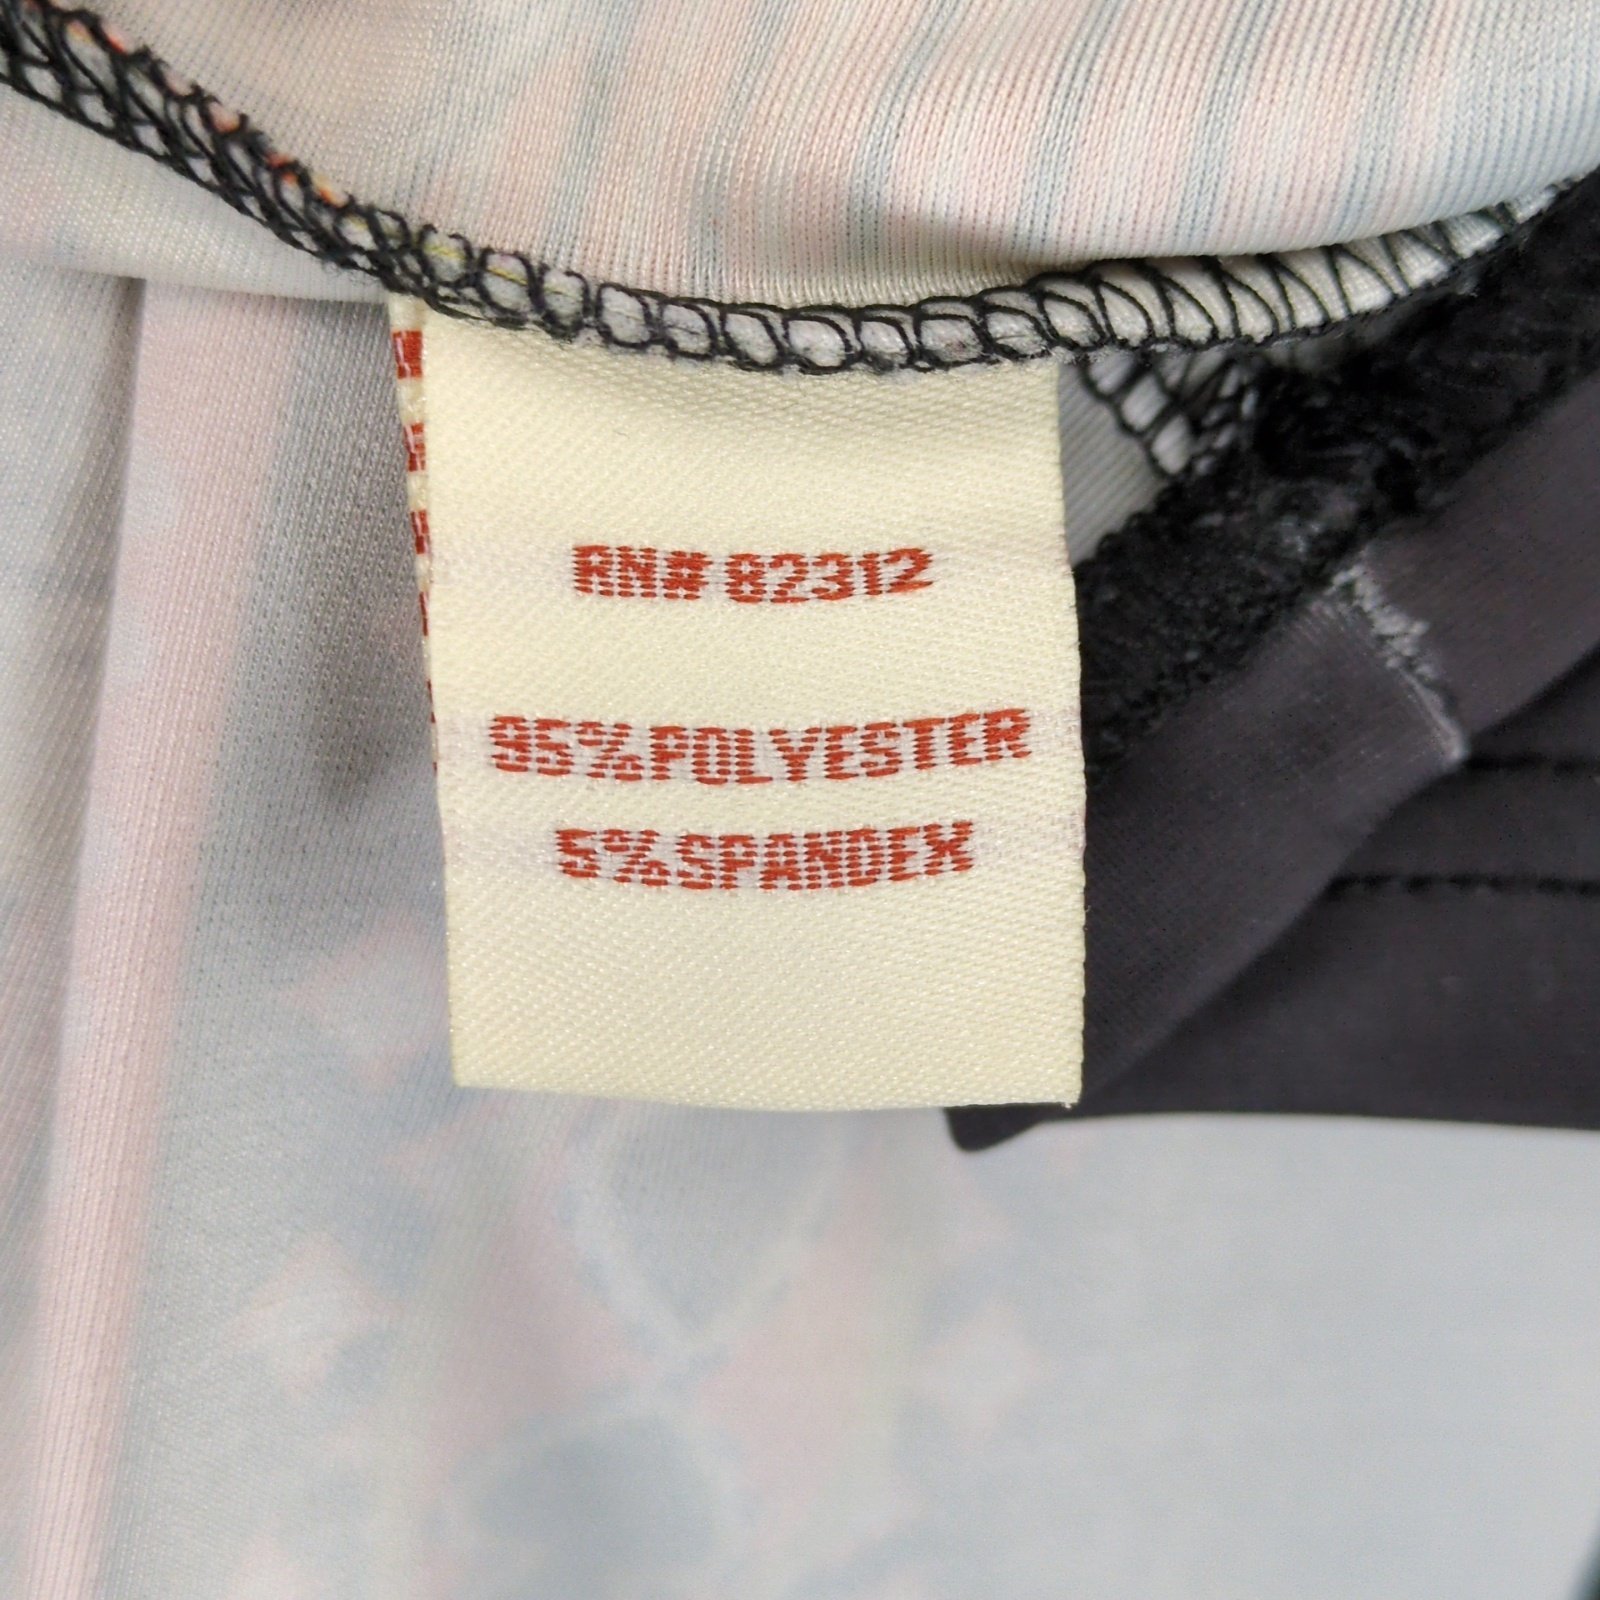 RN# 82312
95%POLYESTER
5%SPANDEX